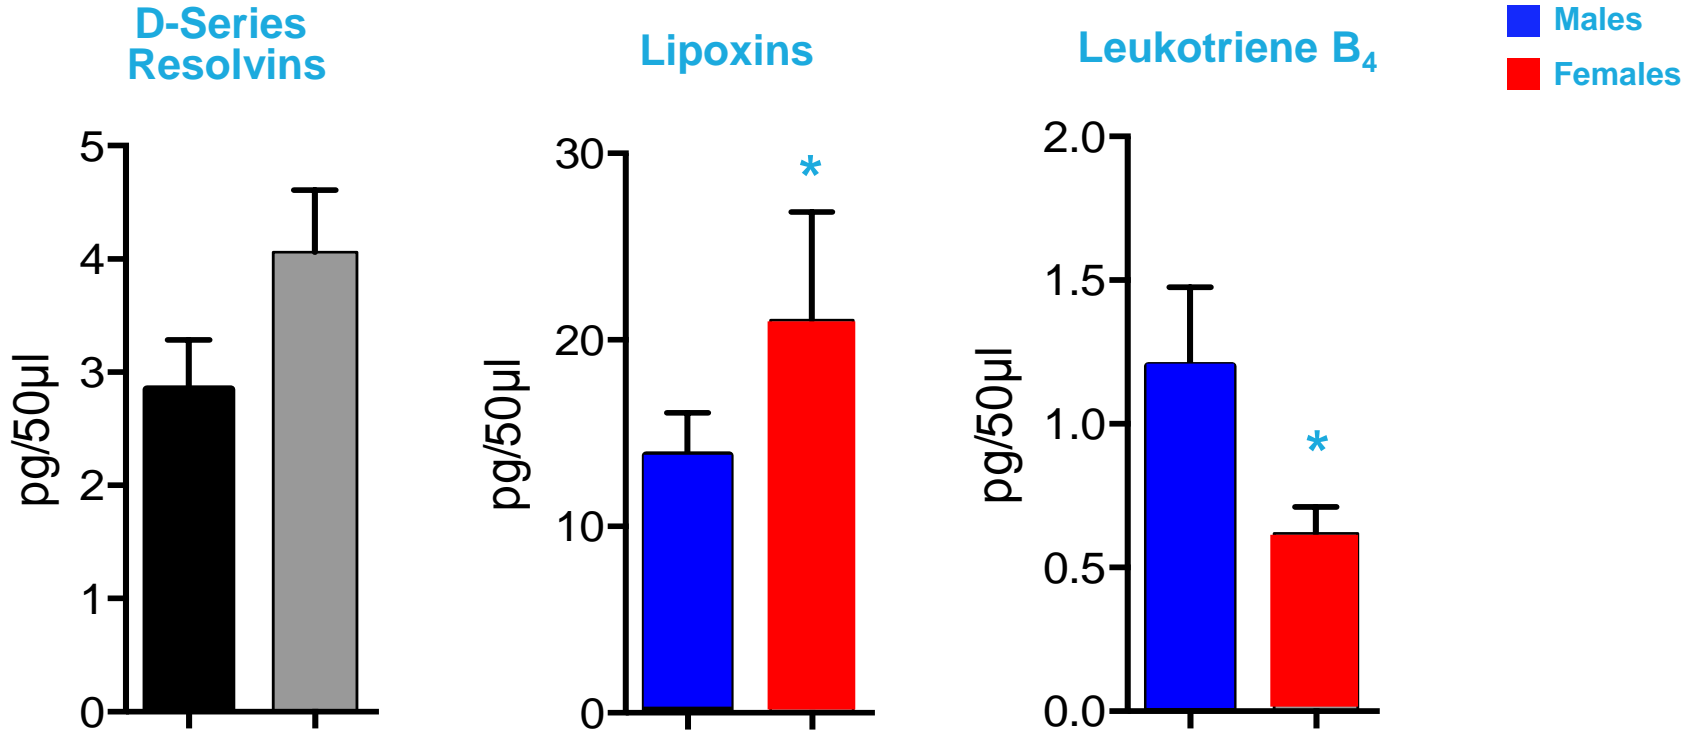 D-Series
Resolvins
Lipoxins
Leukotriene B₄
Males
Females
pg/50µl
5
4
3
2
1
0
pg/50µl
30
20
10
0
*
pg/50µl
2.0
1.5
1.0
0.5
0.0
*